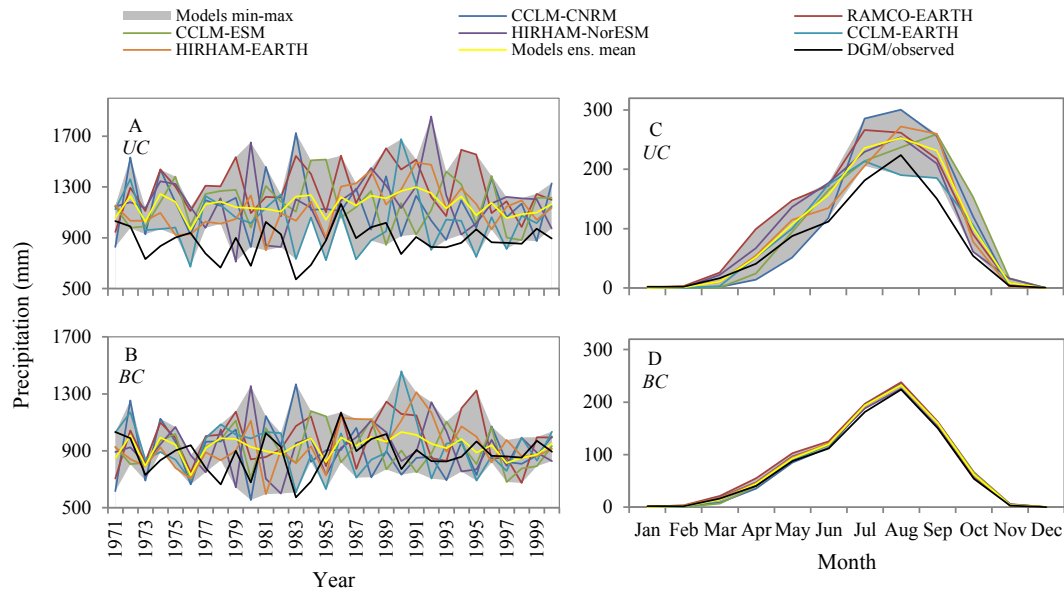 Models min-max
CCLM-CNRM
RAMCO-EARTH
CCLM-ESM
HIRHAM-NorESM
CCLM-EARTH
HIRHAM-EARTH
Models ens. mean
DGM/observed
Precipitation (mm)
A
UC
1700
1300
900
500
B
BC
1700
1300
900
500
1971
1973
1975
1977
1979
1981
1983
1985
1987
1989
1991
1993
1995
1997
1999
Year
C
UC
300
200
100
0
D
BC
300
200
100
0
Jan Feb Mar Apr May Jun Jul Aug Sep Oct Nov Dec
Month